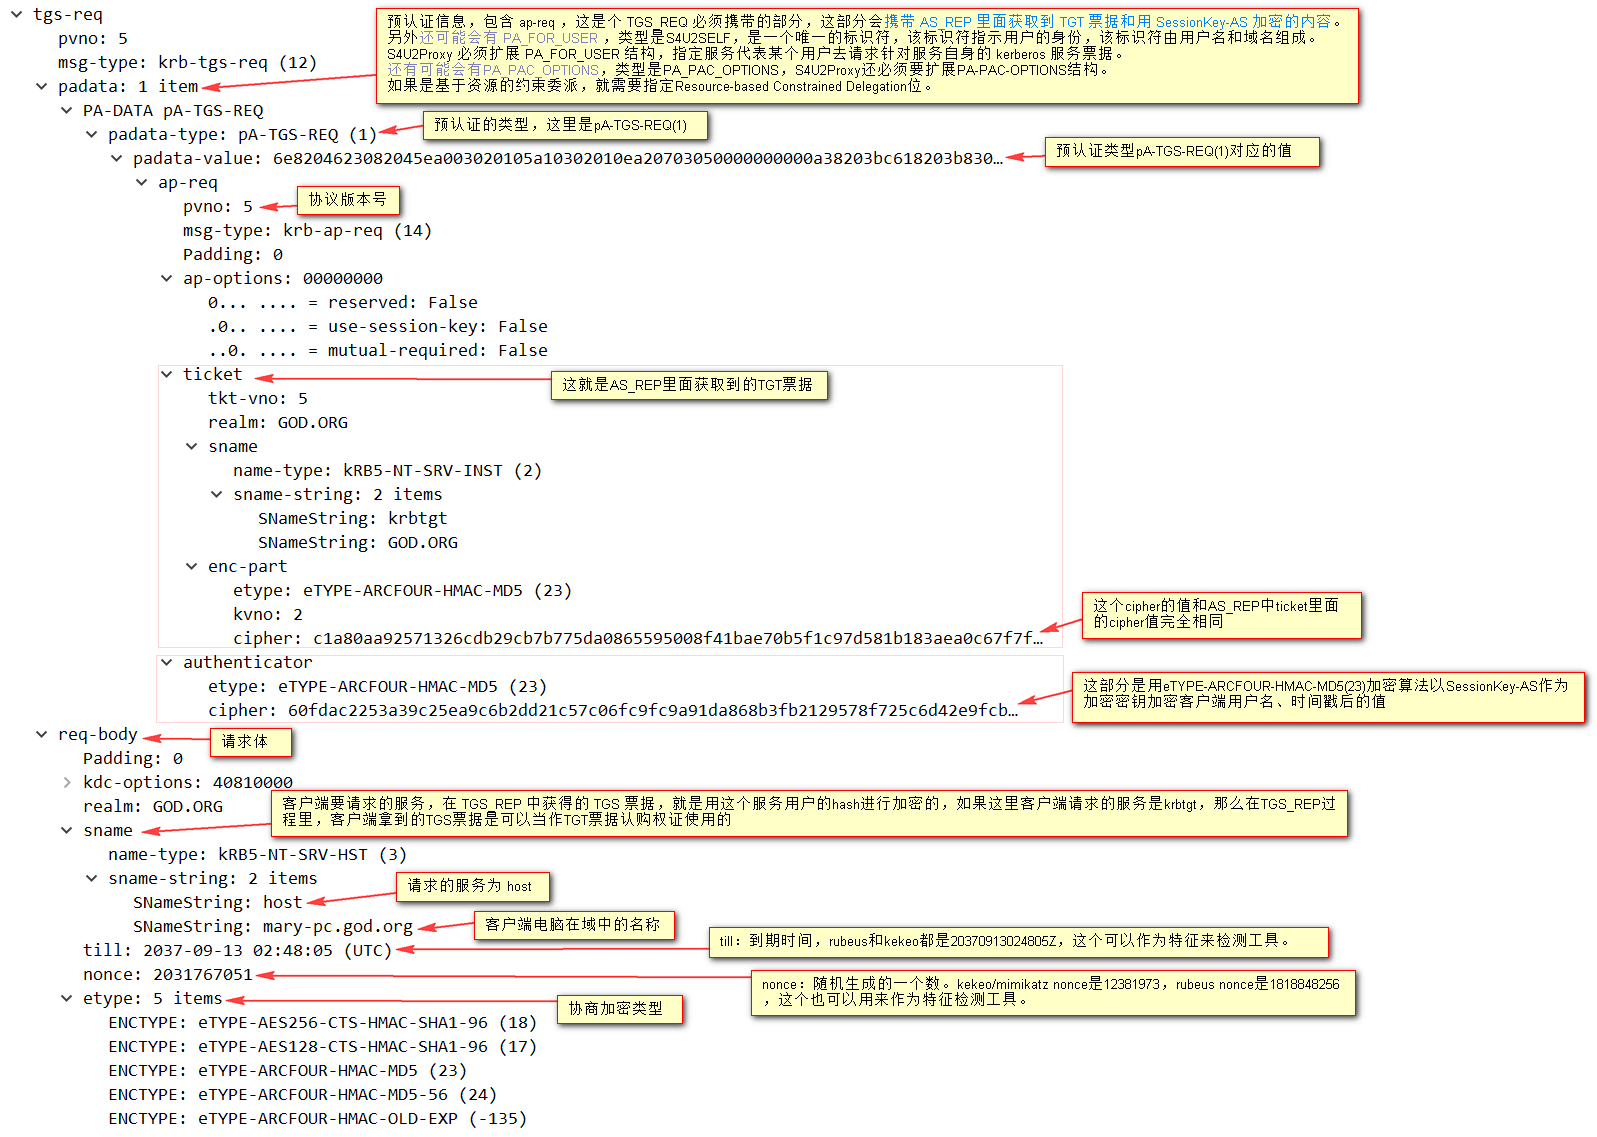 tgs-req
pvno: 5
msg-type: krb-tgs-req (12)
padata: 1 item
预认证信息，包含 ap-req ，这是个 TGS_REQ 必须携带的部分，这部分会携带 AS_REP 里面获取到 TGT 票据和用 SessionKey-AS 加密的内容。
另外还可能会有 PA_FOR_USER ，类型是S4U2SELF，是一个唯一的标识符，该标识符指示用户的身份，该标识符由用户名和域名组成。
S4U2Proxy 必须扩展 PA_FOR_USER 结构，指定服务代表某个用户去请求针对服务自身的 kerberos 服务票据。
还有可能会有PA_PAC_OPTIONS，类型是PA_PAC_OPTIONS，S4U2Proxy还必须要扩展PA-PAC-OPTIONS结构。
如果是基于资源的约束委派，就需要指定Resource-based Constrained Delegation位。
PA-DATA pA-TGS-REQ
padata-type: pA-TGS-REQ (1)
预认证的类型，这里是pA-TGS-REQ(1)
padata-value: 6e8204623082045ea003020105a10302010ea20703050000000000a38203bc618203b830…
预认证类型pA-TGS-REQ(1)对应的值
ap-req
pvno: 5
协议版本号
msg-type: krb-ap-req (14)
Padding: 0
ap-options: 00000000
0... .... = reserved: False
.0.. .... = use-session-key: False
..0. .... = mutual-required: False
ticket
这就是AS_REP里面获取到的TGT票据
tkt-vno: 5
realm: GOD.ORG
sname
name-type: kRB5-NT-SRV-INST (2)
sname-string: 2 items
SNameString: krbtgt
SNameString: GOD.ORG
enc-part
etype: eTYPE-ARCFOUR-HMAC-MD5 (23)
kvno: 2
cipher: c1a80aa92571326cdb29cb7b775da0865595008f41bae70b5f1c97d581b183aea0c67f7f…
这个cipher的值和AS_REP中ticket里面
的cipher值完全相同
authenticator
etype: eTYPE-ARCFOUR-HMAC-MD5 (23)
cipher: 60fdac2253a39c25ea9c6b2dd21c57c06fc9fc9a91da868b3fb2129578f725c6d42e9fcb…
这部分是用eTYPE-ARCFOUR-HMAC-MD5(23)加密算法以SessionKey-AS作为
加密密钥加密客户端用户名、时间戳后的值
req-body
请求体
Padding: 0
kdc-options: 40810000
realm: GOD.ORG
客户端要请求的服务，在 TGS_REP 中获得的 TGS 票据，就是用这个服务用户的hash进行加密的，如果这里客户端请求的服务是krbtgt，那么在TGS_REP过
程里，客户端拿到的TGS票据是可以当作TGT票据认购权证使用的
sname
name-type: kRB5-NT-SRV-HST (3)
sname-string: 2 items
SNameString: host
请求的服务为 host
SNameString: mary-pc.god.org
客户端电脑在域中的名称
till: 2037-09-13 02:48:05 (UTC)
till：到期时间，rubeus和kekeo都是20370913024805Z，这个可以作为特征来检测工具。
nonce: 2031767051
nonce：随机生成的一个数。kekeo/mimikatz nonce是12381973，rubeus nonce是1818848256
，这个也可以用来作为特征检测工具。
etype: 5 items
协商加密类型
ENCTYPE: eTYPE-AES256-CTS-HMAC-SHA1-96 (18)
ENCTYPE: eTYPE-AES128-CTS-HMAC-SHA1-96 (17)
ENCTYPE: eTYPE-ARCFOUR-HMAC-MD5 (23)
ENCTYPE: eTYPE-ARCFOUR-HMAC-MD5-56 (24)
ENCTYPE: eTYPE-ARCFOUR-HMAC-OLD-EXP (-135)